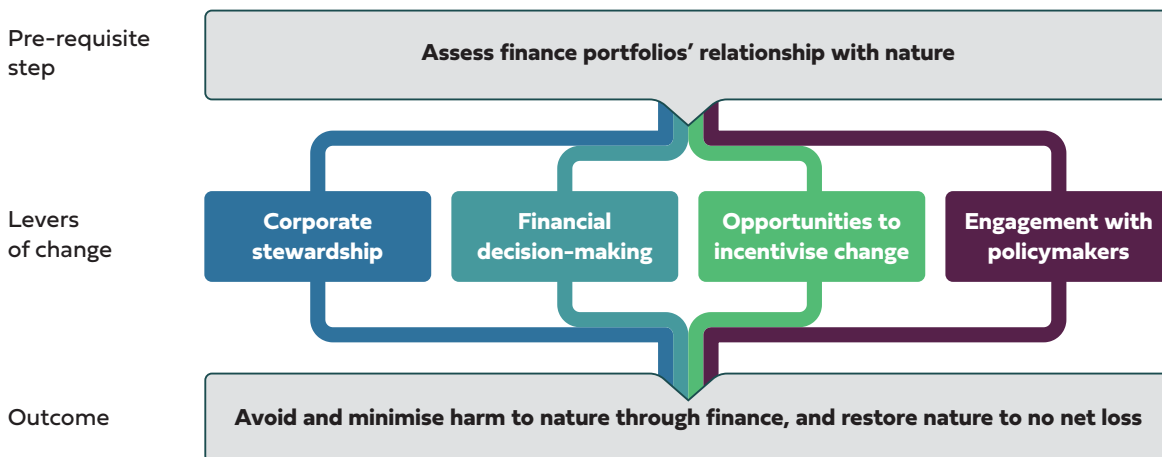 Pre-requisite
step
Assess finance portfolios’ relationship with nature
Levers
of change
Corporate
stewardship
Financial
decision-making
Opportunities to
incentivise change
Engagement with
policymakers
Outcome
Avoid and minimise harm to nature through finance, and restore nature to no net loss